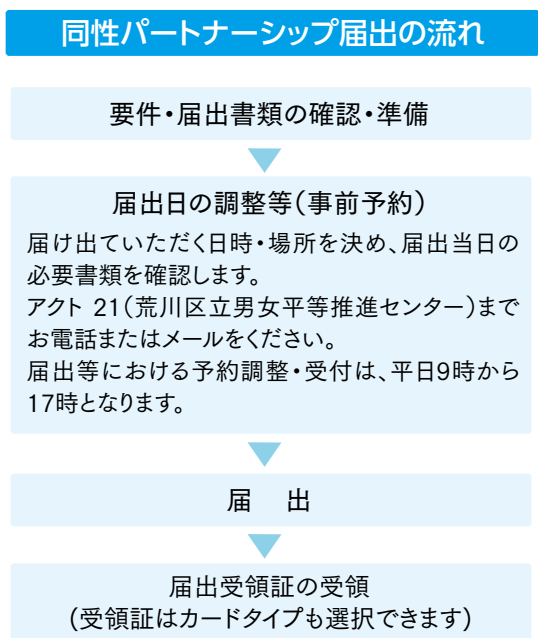 同性パートナーシップ届出の流れ
要件・届出書類の確認・準備
届出日の調整等(事前予約)
届け出ていただく日時・場所を決め、届出当日の
必要書類を確認します。
アクト 21(荒川区立男女平等推進センター)まで
お電話またはメールをください。
届出等における予約調整・受付は、平日9時から
17時となります。
届　出
届出受領証の受領
(受領証はカードタイプも選択できます)